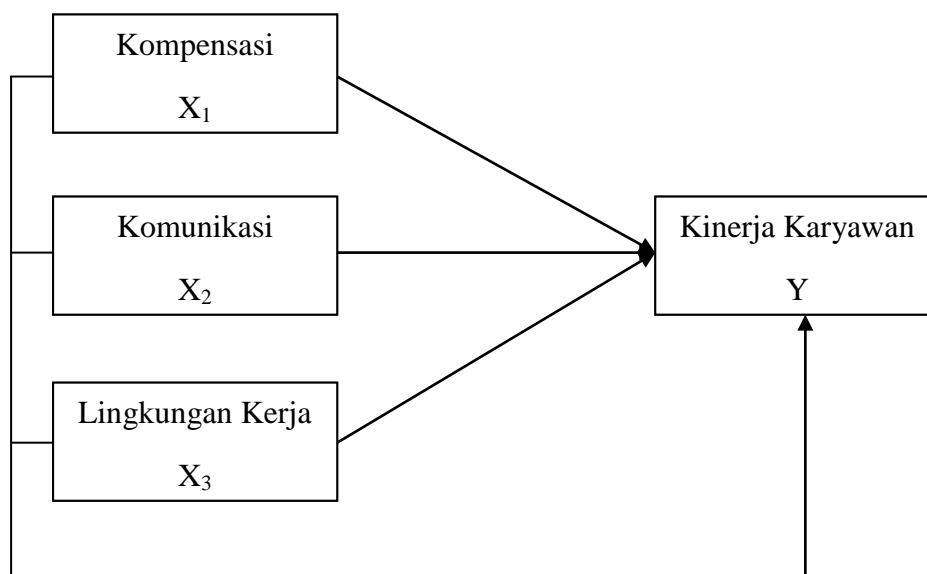 Kompensasi
X₁
Komunikasi
X₂
Lingkungan Kerja
X₃
Kinerja Karyawan
Y